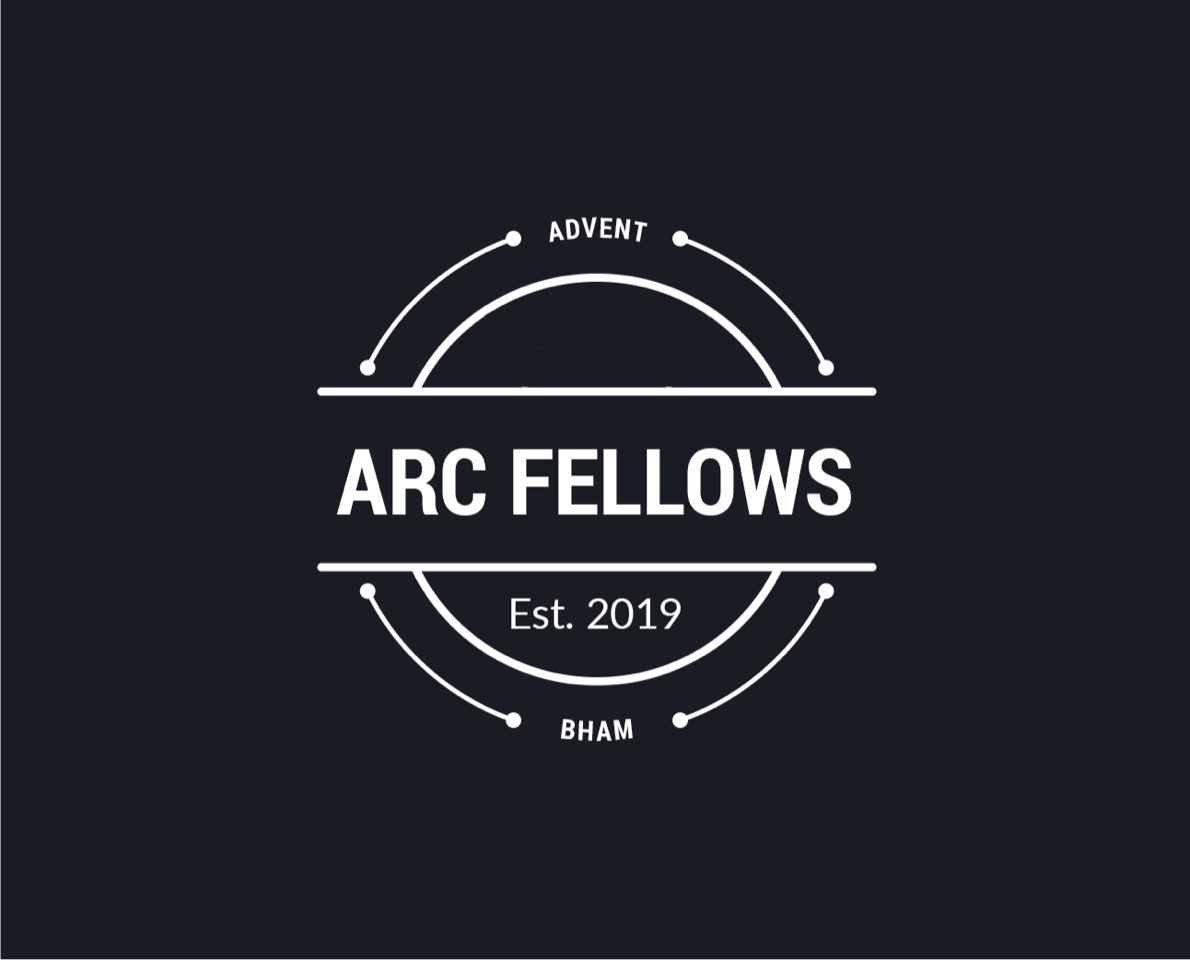 ADVENT
ARC FELLOWS
Est. 2019
BHAM